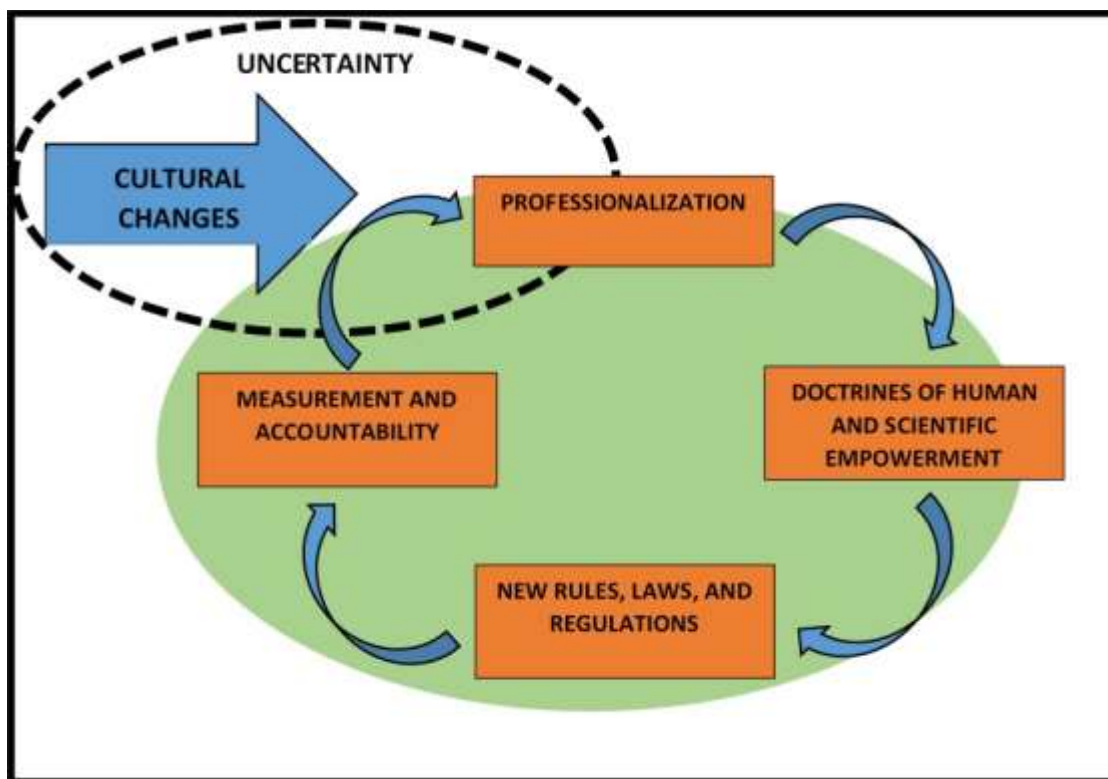 UNCERTAINTY
CULTURAL
CHANGES
PROFESSIONALIZATION
MEASUREMENT AND
ACCOUNTABILITY
DOCTRINES OF HUMAN
AND SCIENTIFIC
EMPOWERMENT
NEW RULES, LAWS, AND
REGULATIONS